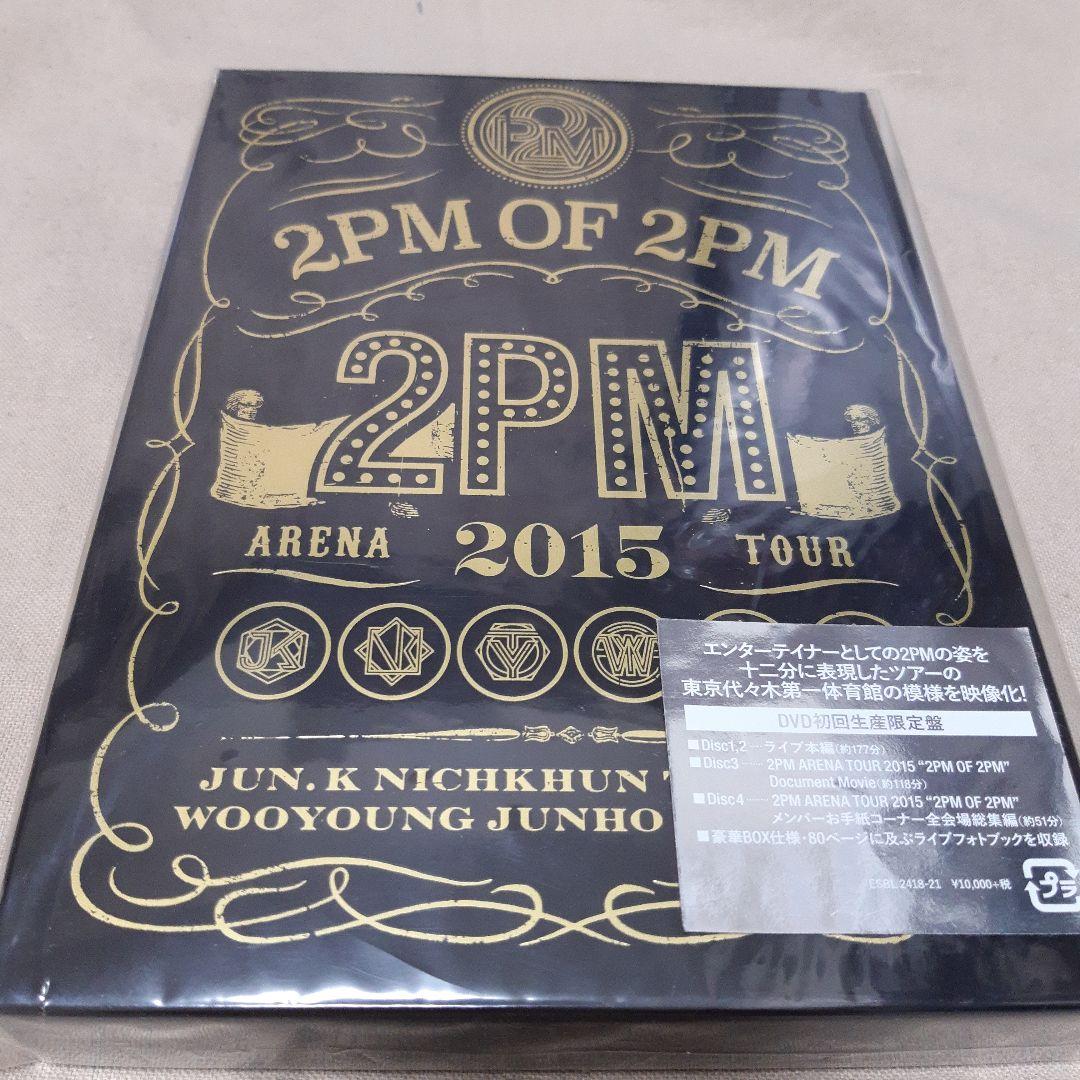 2PM
2PM OF 2PM
2PM
ARENA 2015 TOUR
JK N TY W
JUN. K NICHKHUN
WOOYOUNG JUNHO
エンターテイナーとしての2PMの姿を
十二分に表現したツアーの
東京代々木第一体育館の模様を映像化!
DVD初回生産限定盤
■Disc1,2…ライブ本編(約177分)
■Disc3…… 2PM ARENA TOUR 2015 “2PM OF 2PM”
Document Movie(約118分)
■Disc4…… 2PM ARENA TOUR 2015 “2PM OF 2PM”
メンバーお手紙コーナー全会場総集編(約51分)
■豪華BOX仕様・80ページに及ぶライブフォトブックを収録
ESBL 2418-21 ¥10,000+税
プラ